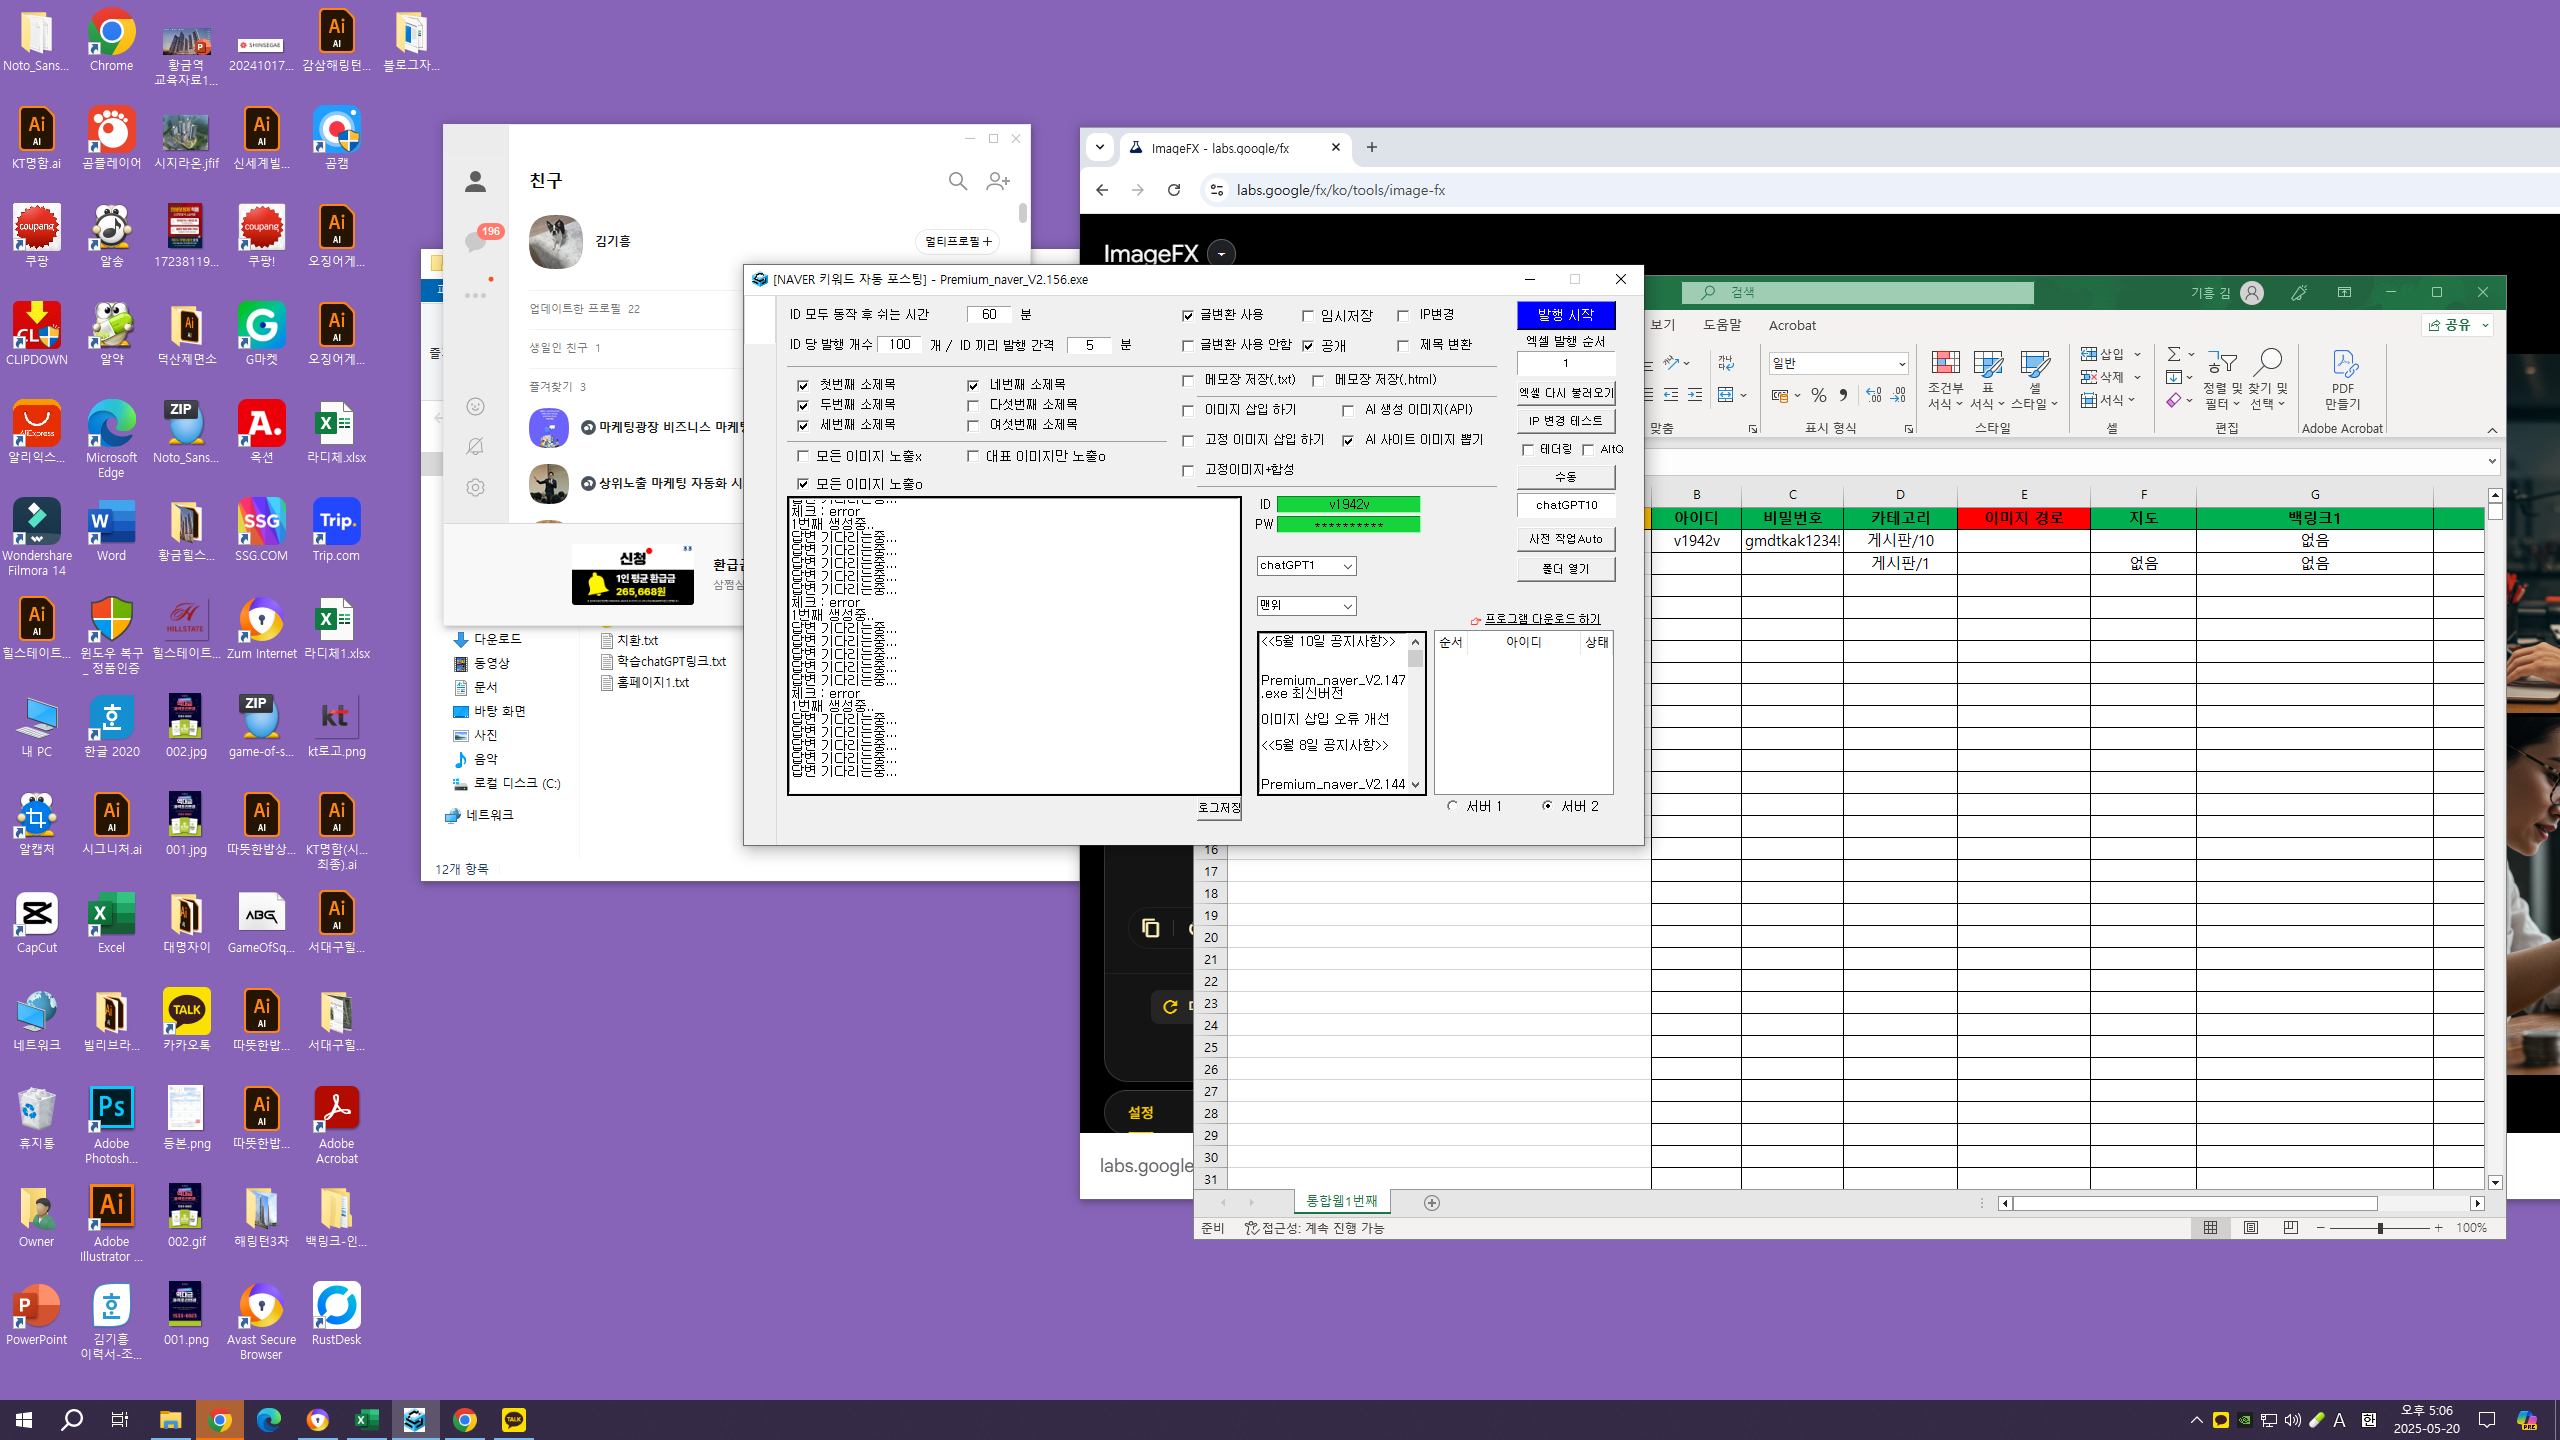 Noto_Sans...
Chrome
황금역
교육자료1...
20241017...
감삼해링턴...
블로그자...
KT명함.ai
곰플레이어
시지라온.jfif
신세계빌...
곰캠
쿠팡
알송
17238119...
쿠팡!
오징어게...
CLIPDOWN
알약
덕산제면소
G마켓
오징어게...
알리익스...
Microsoft
Edge
Noto_Sans...
옥션
라디체.xlsx
Wondershare
Filmora 14
Word
황금힐스...
SSG.COM
Trip.com
힐스테이트...
윈도우 복구
_ 정품인증
힐스테이트...
Zum Internet
라디체1.xlsx
내 PC
한글 2020
002.jpg
game-of-s...
kt로고.png
알캡처
시그니처.ai
001.jpg
따뜻한밥상...
KT명함(시...
최종).ai
CapCut
Excel
대명자이
GameOfSq...
서대구힐...
네트워크
빌리브라...
카카오톡
따뜻한밥...
서대구힐...
휴지통
Adobe
Photosh...
등본.png
따뜻한밥...
Adobe
Acrobat
Owner
Adobe
Illustrator ...
002.gif
해링턴3차
백링크-인...
PowerPoint
김기흥
이력서-조...
001.png
Avast Secure
Browser
RustDesk
친구
196
김기흥
멀티프로필
업데이트한 프로필 22
생일인 친구 1
즐겨찾기 3
마케팅광장 비즈니스 마케팅
상위노출 마케팅 자동화 시
신청
1인 평균 환급금
265,668원
다운로드
동영상
문서
바탕 화면
사진
음악
로컬 디스크 (C:)
네트워크
치환.txt
학습chatGPT링크.txt
홈페이지1.txt
12개 항목
ImageFX - labs.google/fx
labs.google/fx/ko/tools/image-fx
ImageFX
설정
labs.google
[NAVER 키워드 자동 포스팅] - Premium_naver_V2.156.exe
ID 모두 동작 후 쉬는 시간 60 분
ID 당 발행 개수 100 개 / ID 끼리 발행 간격 5 분
글변환 사용
임시저장
IP변경
글변환 사용 안함
공개
제목 변환
첫번째 소제목
네번째 소제목
두번째 소제목
다섯번째 소제목
세번째 소제목
여섯번째 소제목
모든 이미지 노출x
대표 이미지만 노출o
모든 이미지 노출o
메모장 저장(.txt)
메모장 저장(.html)
이미지 삽입 하기
AI 생성 이미지(API)
고정 이미지 삽입 하기
AI 사이트 이미지 뽑기
고정이미지+합성
발행 시작
엑셀 발행 순서
1
엑셀 다시 불러오기
IP 변경 테스트
테더링
AltQ
수동
chatGPT10
사전 작업Auto
폴더 열기
답변 기다리는중...
체크 : error
1번째 생성중..
답변 기다리는중...
답변 기다리는중...
답변 기다리는중...
답변 기다리는중...
답변 기다리는중...
체크 : error
1번째 생성중..
답변 기다리는중...
답변 기다리는중...
답변 기다리는중...
답변 기다리는중...
답변 기다리는중...
체크 : error
1번째 생성중..
답변 기다리는중...
답변 기다리는중...
답변 기다리는중...
답변 기다리는중...
답변 기다리는중...
로그저장
ID v1942v
PW **********
chatGPT1
맨위
프로그램 다운로드 하기
<<5월 10일 공지사항>>
Premium_naver_V2.147
.exe 최신버전
이미지 삽입 오류 개선
<<5월 8일 공지사항>>
Premium_naver_V2.144
순서 아이디 상태
서버 1
서버 2
검색
기흥 김
보기 도움말 Acrobat
공유
일반
조건부
서식
표
서식
셀
스타일
삽입
삭제
서식
정렬 및
필터
찾기 및
선택
PDF
만들기
맞춤
표시 형식
스타일
셀
편집
Adobe Acrobat
B C D E F G
아이디 비밀번호 카테고리 이미지 경로 지도 백링크1
v1942v gmdtkak1234! 게시판/10 없음
게시판/1 없음 없음
16
17
18
19
20
21
22
23
24
25
26
27
28
29
30
31
통합웹1번째
준비
접근성: 계속 진행 가능
100%
오후 5:06
2025-05-20